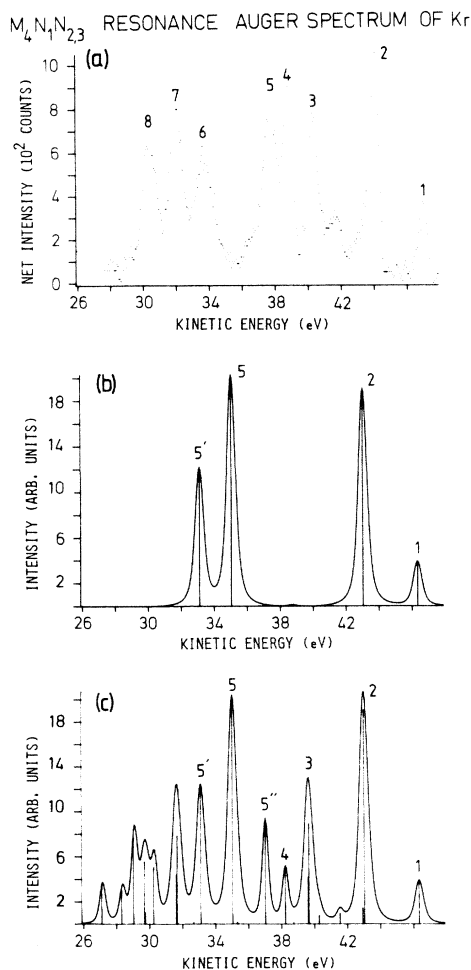 M4N1N2,3 RESONANCE AUGER SPECTRUM OF Kr
(a)
NET INTENSITY (10² COUNTS)
10
8
6
4
2
0
8
7
6
5
4
3
2
1
26 30 34 38 42
KINETIC ENERGY (eV)
(b)
INTENSITY (ARB. UNITS)
18
14
10
6
2
5′
5
2
1
26 30 34 38 42
KINETIC ENERGY (eV)
(c)
INTENSITY (ARB. UNITS)
18
14
10
6
2
5′
5
5″
4
3
2
1
26 30 34 38 42
KINETIC ENERGY (eV)